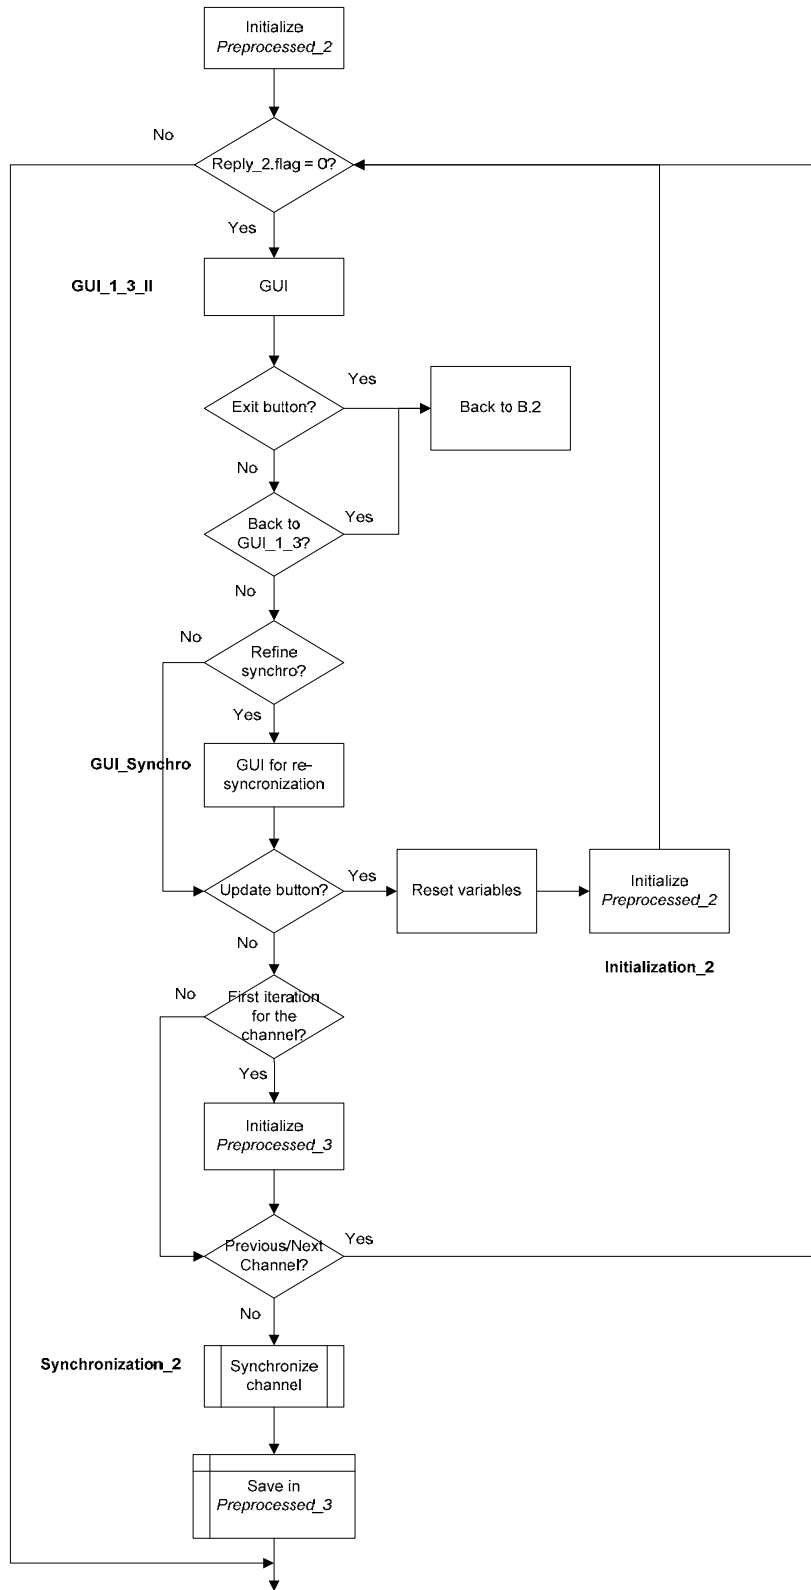 Initialize
Preprocessed_2
No
Reply_2.flag = 0?
Yes
GUI_1_3_II
GUI
Yes
Exit button?
Back to B.2
No
Yes
Back to
GUI_1_3?
No
No
Refine
synchro?
Yes
GUI_Synchro
GUI for re-
syncronization
Update button?
Yes
Reset variables
Initialize
Preprocessed_2
No
Initialization_2
No
First iteration
for the
channel?
Yes
Initialize
Preprocessed_3
Previous/Next
Channel?
Yes
No
Synchronization_2
Synchronize
channel
Save in
Preprocessed_3